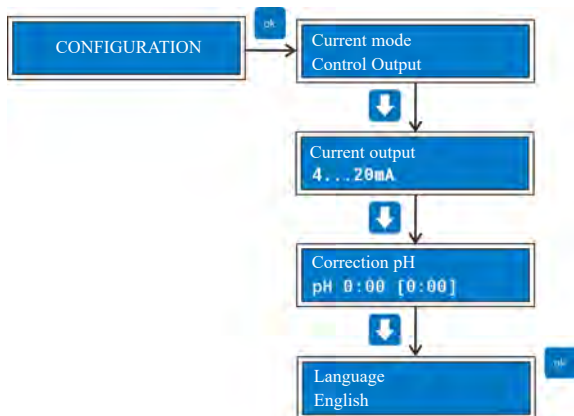 CONFIGURATION
ok
Current mode
Control Output
Current output
4...20mA
Correction pH
pH 0:00 [0:00]
Language
English
ok